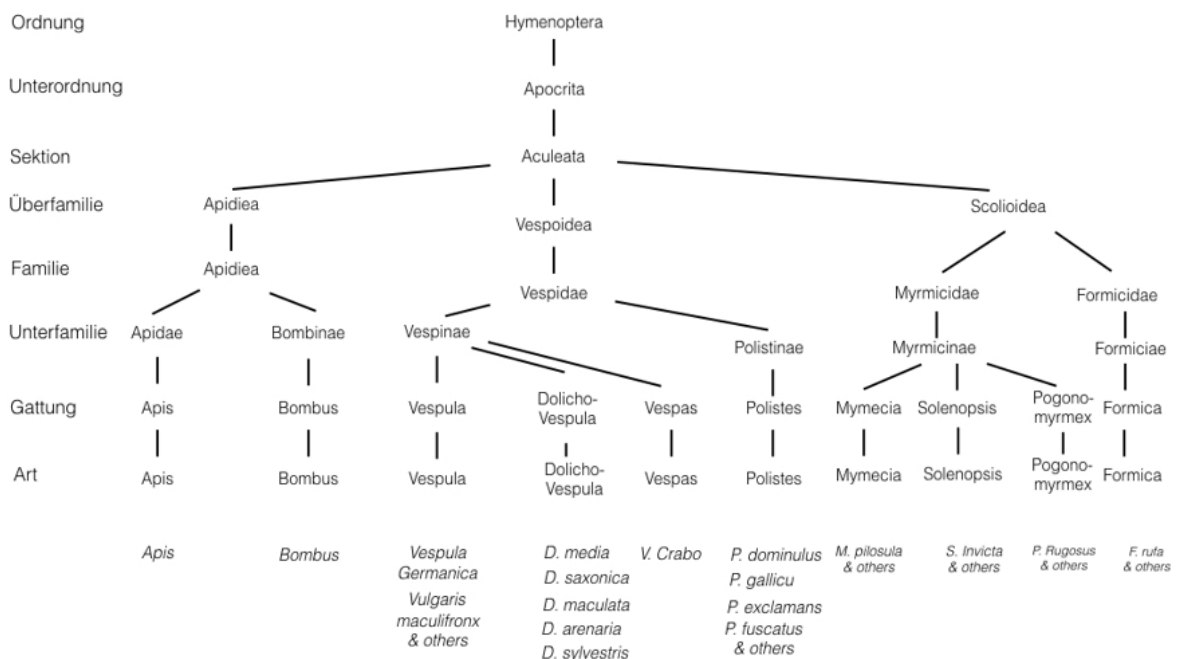 Ordnung Hymenoptera
Unterordnung Apocrita
Sektion Aculeata
Überfamilie Apidiea Vespoidea Scolioidea
Familie Apidiea Vespidae Myrmicidae Formicidae
Unterfamilie Apidae Bombinae Vespinae Polistinae Myrmicinae Formiciae
Gattung Apis Bombus Vespula Dolicho- Vespas Polistes Mymecia Solenopsis Pogono- Formica
Vespula myrmex
Art Apis Bombus Vespula Dolicho- Vespas Polistes Mymecia Solenopsis Pogono- Formica
Vespula myrmex
Apis Bombus Vespula D. media V. Crabo P. dominulus M. pilosula S. Invicta P. Rugosus F. rufa
& others & others & others & others
Germanica D. saxonica P. gallicu
Vulgaris D. maculata P. exclamans
maculifronx D. arenaria P. fuscatus
& others D. sylvestris & others